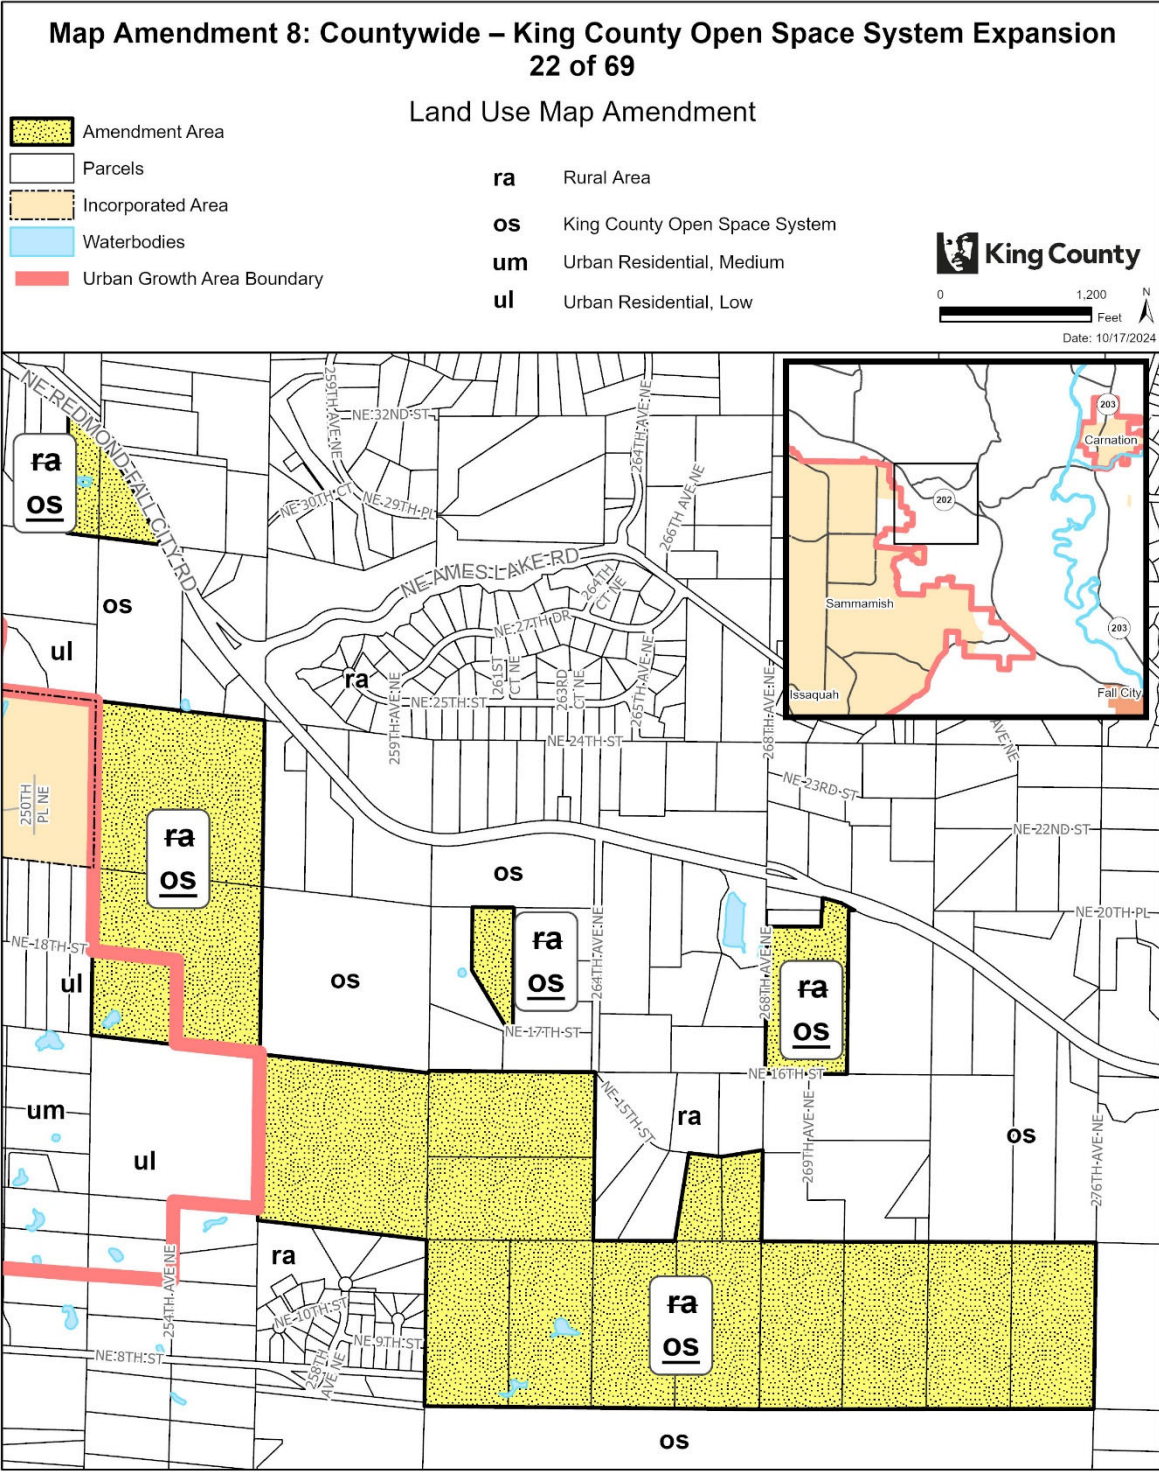 Map Amendment 8: Countywide – King County Open Space System Expansion
22 of 69
Land Use Map Amendment
Amendment Area
Parcels
Incorporated Area
Waterbodies
Urban Growth Area Boundary
ra Rural Area
os King County Open Space System
um Urban Residential, Medium
ul Urban Residential, Low
King County
0 1,200
Feet
N
Date: 10/17/2024
NE REDMOND-FALL CITY RD
259TH AVE NE
NE 32ND ST
264TH AVE NE
266TH AVE NE
NE 30TH CT
NE 29TH PL
ra
os
203
Carnation
202
Sammamish
203
Issaquah
Fall City
NE AMES LAKE RD
264TH
CT NE
os
NE 27TH DR
ul
261ST
CT NE
263RD
CT NE
265TH AVE NE
ra
NE 25TH ST
259TH AVE NE
268TH AVE NE
NE 24TH ST
AVE NE
NE 23RD ST
250TH
PL NE
NE 22ND ST
ra
os
os
NE 20TH PL
NE 18TH ST
264TH AVE NE
268TH AVE NE
ra
os
ul
os
ra
os
NE 17TH ST
NE 16TH ST
um
ul
NE 15TH ST
ra
269TH AVE NE
os
276TH AVE NE
ra
254TH AVE NE
NE 10TH ST
NE 9TH ST
NE 8TH ST
258TH
AVE NE
ra
os
os